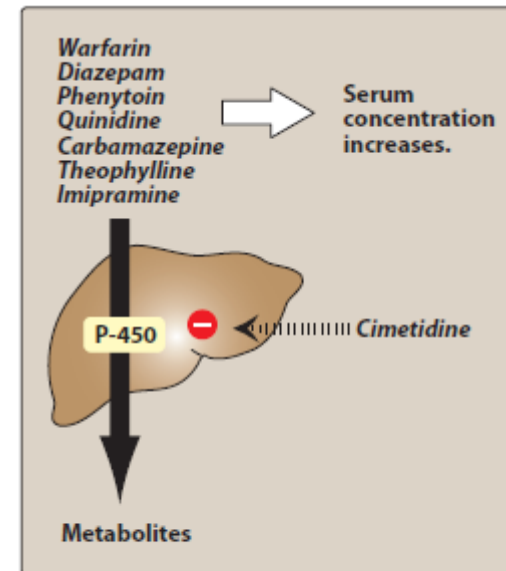 Warfarin
Diazepam
Phenytoin
Quinidine
Carbamazepine
Theophylline
Imipramine
Serum
concentration
increases.
P-450
Cimetidine
Metabolites